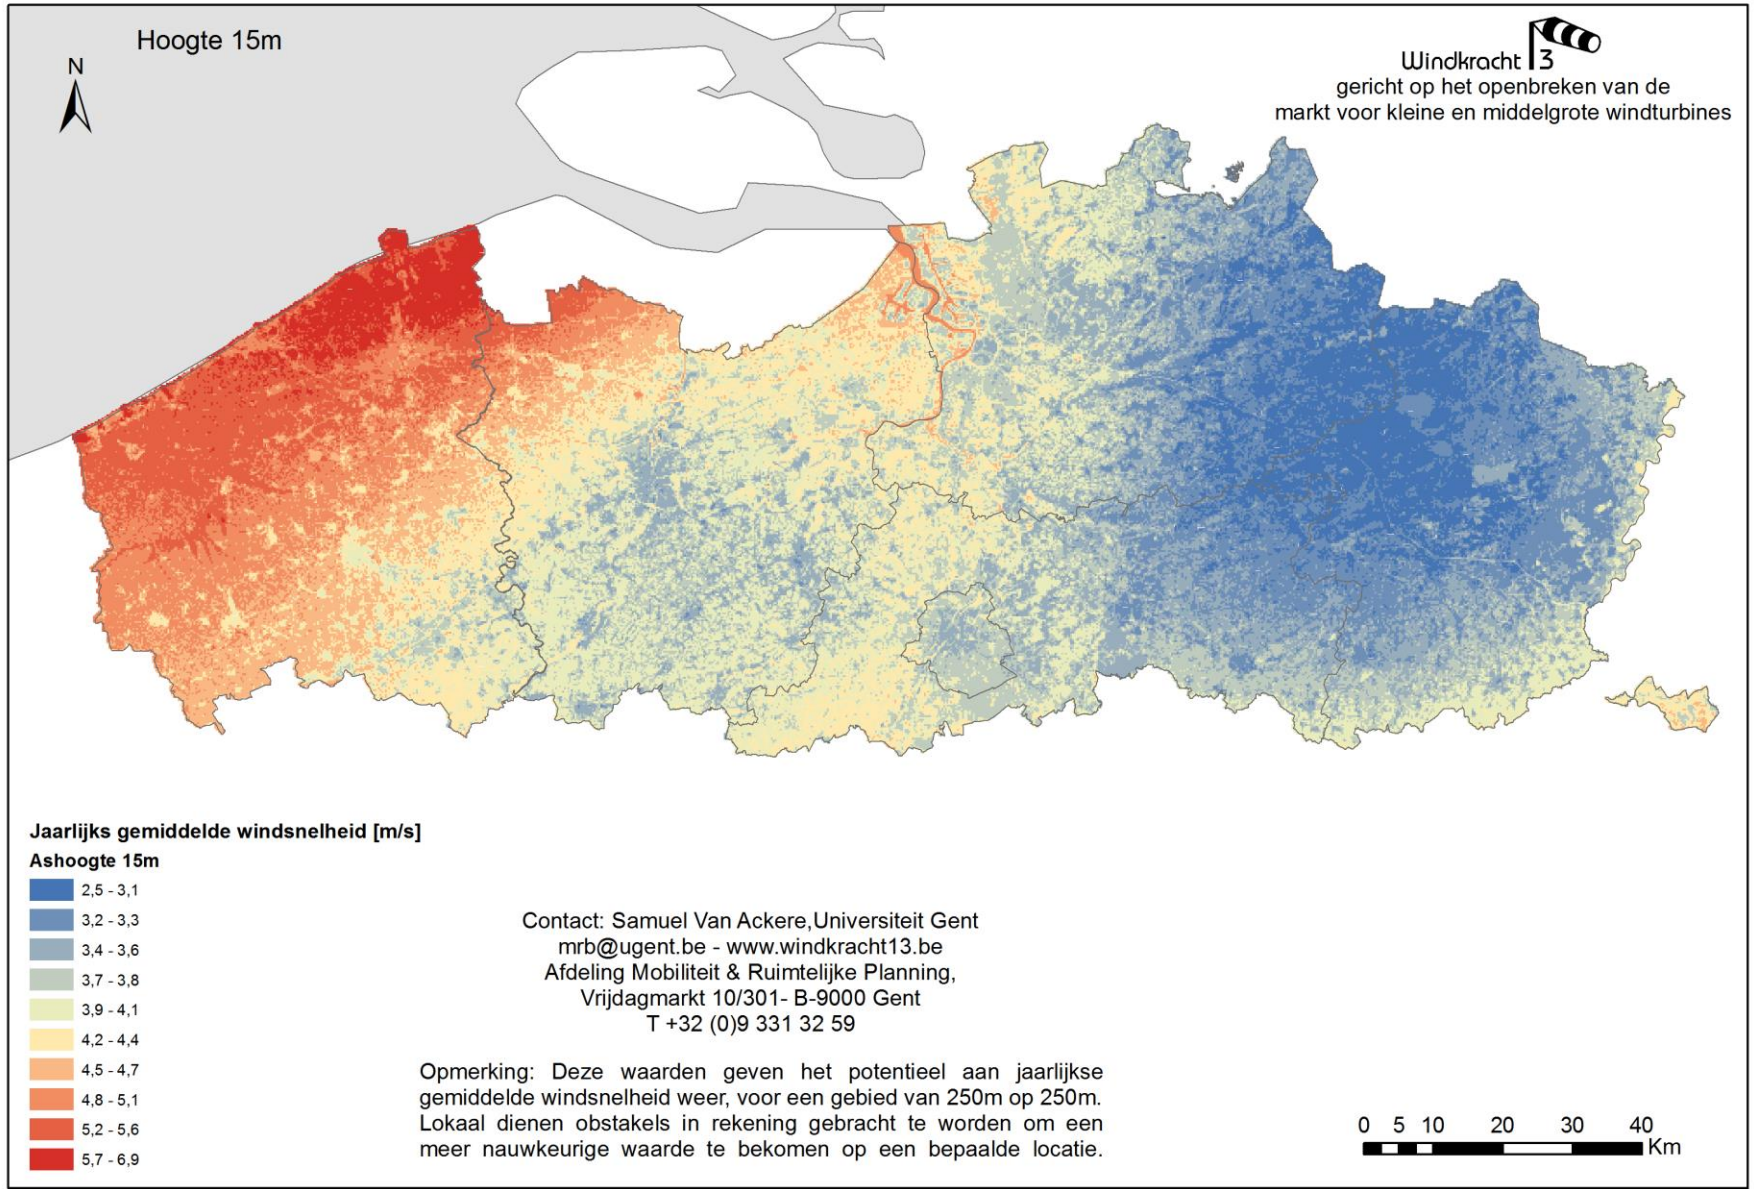 Hoogte 15m
N
Windkracht 13
gericht op het openbreken van de
markt voor kleine en middelgrote windturbines
Jaarlijks gemiddelde windsnelheid [m/s]
Ashoogte 15m
2,5 - 3,1
3,2 - 3,3
3,4 - 3,6
3,7 - 3,8
3,9 - 4,1
4,2 - 4,4
4,5 - 4,7
4,8 - 5,1
5,2 - 5,6
5,7 - 6,9
Contact: Samuel Van Ackere,Universiteit Gent
mrb@ugent.be - www.windkracht13.be
Afdeling Mobiliteit & Ruimtelijke Planning,
Vrijdagmarkt 10/301- B-9000 Gent
T +32 (0)9 331 32 59
Opmerking: Deze waarden geven het potentieel aan jaarlijkse
gemiddelde windsnelheid weer, voor een gebied van 250m op 250m.
Lokaal dienen obstakels in rekening gebracht te worden om een
meer nauwkeurige waarde te bekomen op een bepaalde locatie.
0 5 10 20 30 40
Km